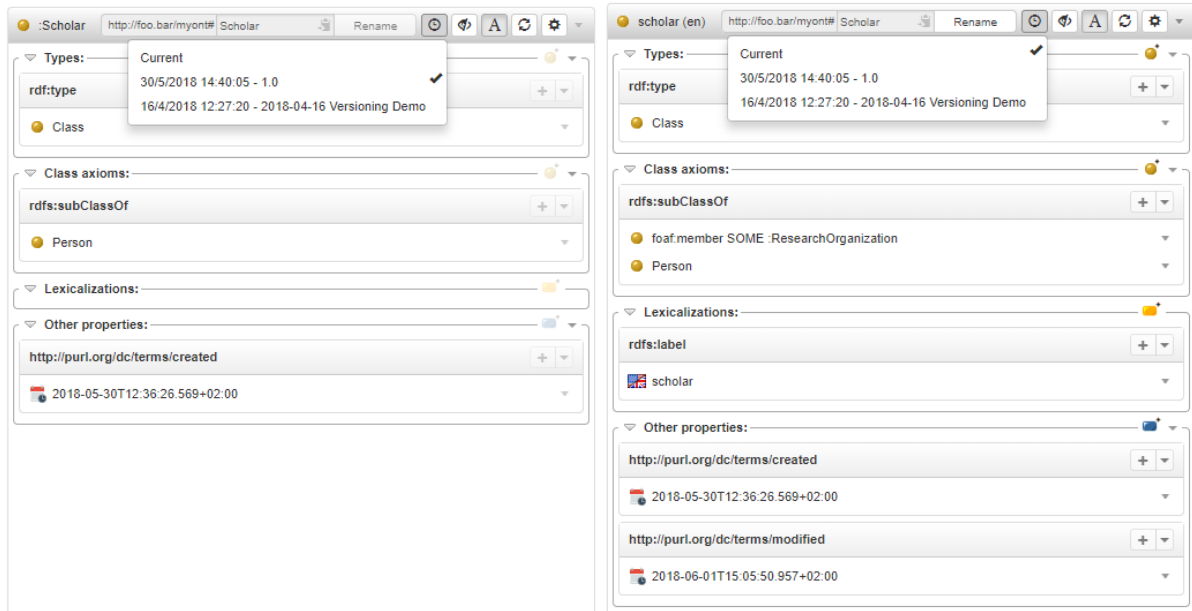 :Scholar http://foo.bar/myont# Scholar Rename A
Current
30/5/2018 14:40:05 - 1.0
16/4/2018 12:27:20 - 2018-04-16 Versioning Demo
Types:
rdf:type
Class
Class axioms:
rdfs:subClassOf
Person
Lexicalizations:
Other properties:
http://purl.org/dc/terms/created
2018-05-30T12:36:26.569+02:00
scholar (en) http://foo.bar/myont# Scholar Rename A
Current
30/5/2018 14:40:05 - 1.0
16/4/2018 12:27:20 - 2018-04-16 Versioning Demo
Types:
rdf:type
Class
Class axioms:
rdfs:subClassOf
foaf:member SOME :ResearchOrganization
Person
Lexicalizations:
rdfs:label
scholar
Other properties:
http://purl.org/dc/terms/created
2018-05-30T12:36:26.569+02:00
http://purl.org/dc/terms/modified
2018-06-01T15:05:50.957+02:00